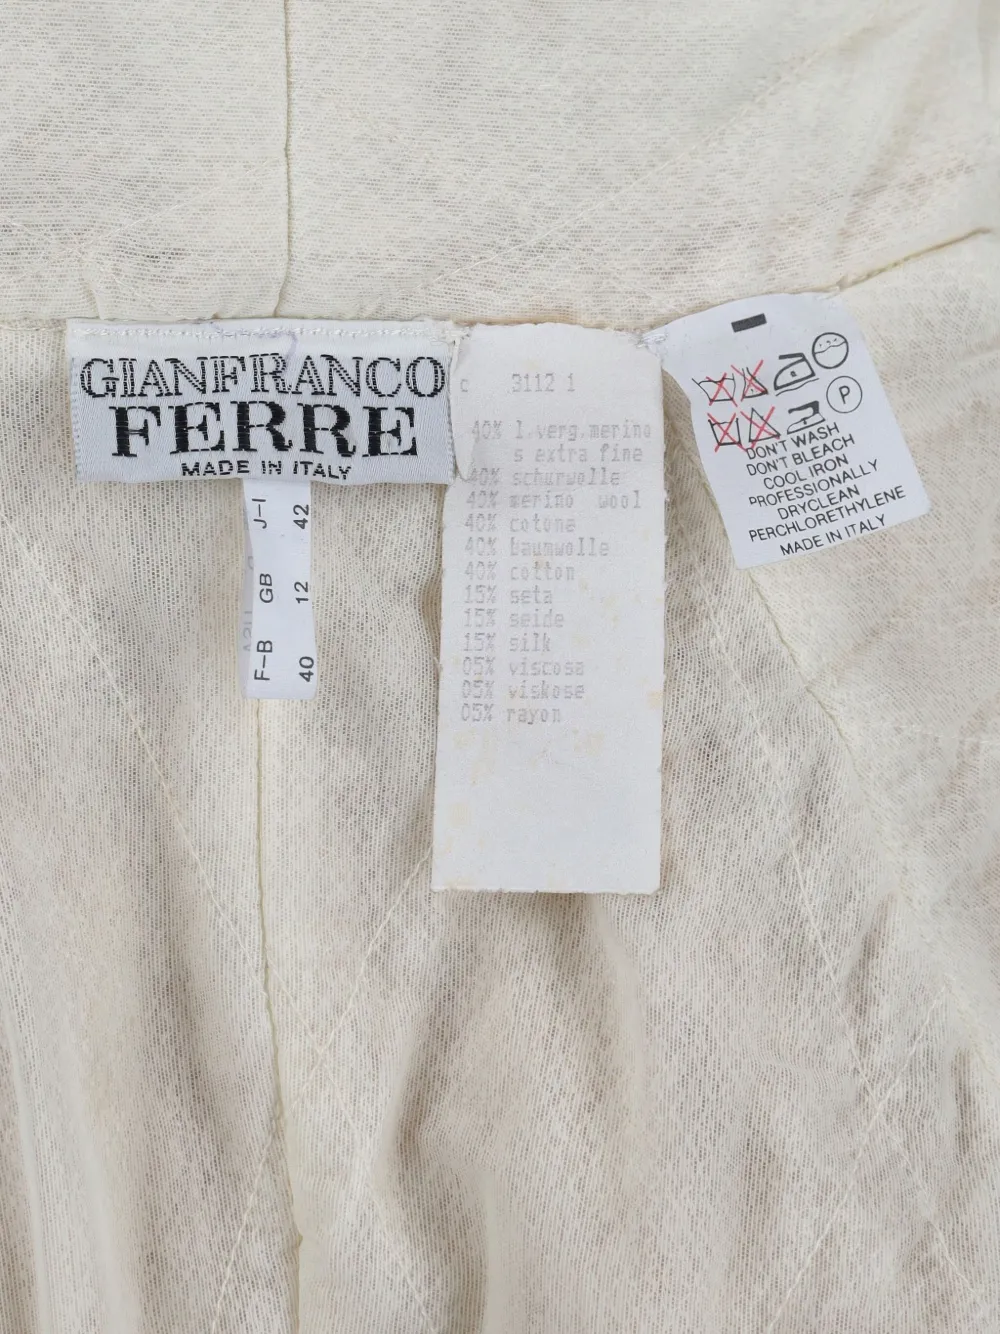 GIANFRANCO
FERRE
MADE IN ITALY
J-I 42
GB 12
F-B 40
c 3112 1
40% l.verg.merino
s extra fine
40% schurwolle
40% merino wool
40% cotone
40% baumwolle
40% cotton
15% seta
15% seide
15% silk
05% viscosa
05% viskose
05% rayon
P
DON'T WASH
DON'T BLEACH
COOL IRON
PROFESSIONALLY
DRYCLEAN
PERCHLORETHYLENE
MADE IN ITALY